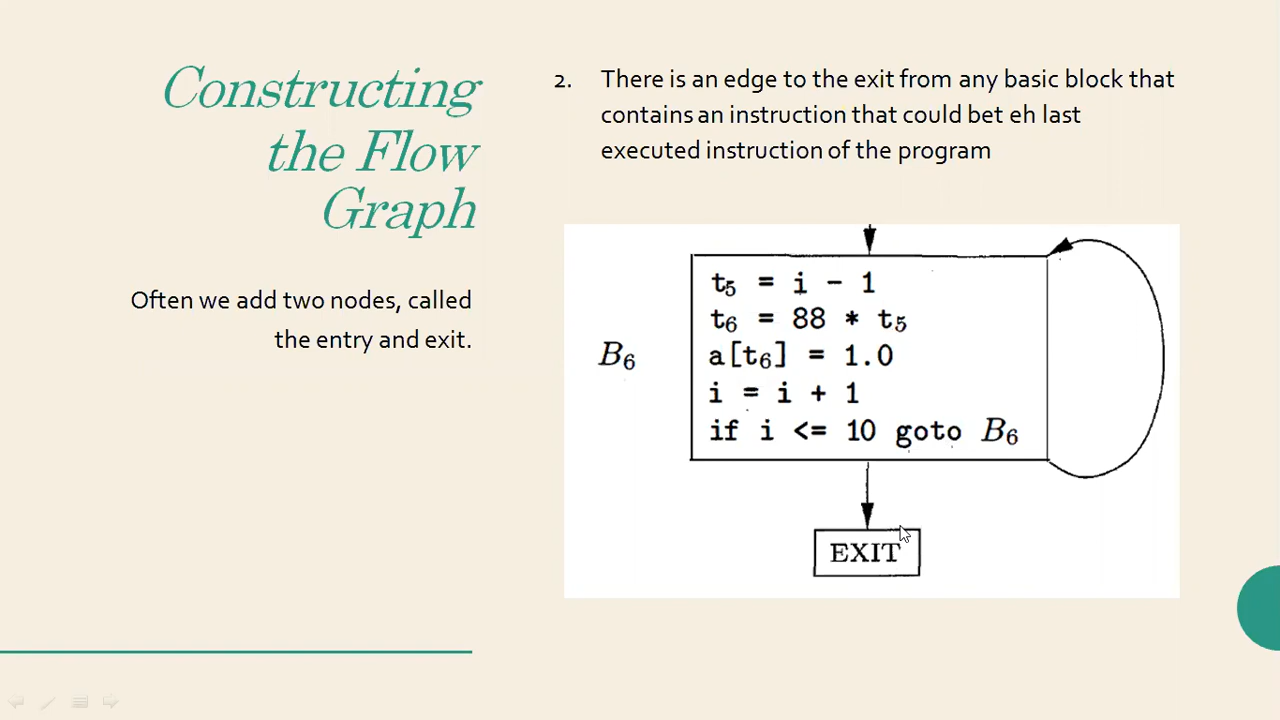 Constructing
the Flow
Graph
Often we add two nodes, called
the entry and exit.
2. There is an edge to the exit from any basic block that
contains an instruction that could bet eh last
executed instruction of the program
B₆
t₅ = i - 1
t₆ = 88 * t₅
a[t₆] = 1.0
i = i + 1
if i <= 10 goto B₆
EXIT